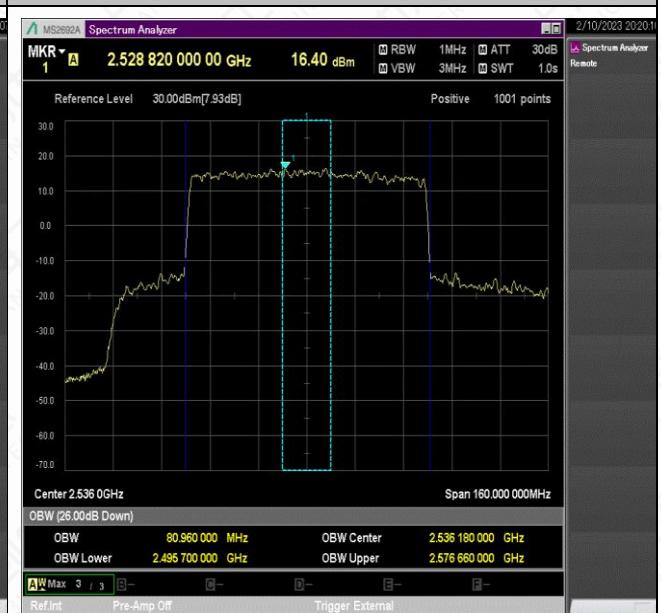 MS2692A Spectrum Analyzer
2/10/2023 20:20:1
MKR 1 A 2.528 820 000 00 GHz 16.40 dBm M RBW 1MHz M ATT 30dB
M VBW 3MHz M SWT 1.0s
Spectrum Analyzer
Remote
Reference Level 30.00dBm[7.93dB] Positive 1001 points
1
30.0
20.0
1
10.0
0.0
-10.0
-20.0
-30.0
-40.0
-50.0
-60.0
-70.0
Center 2.536 0GHz Span 160.000 000MHz
OBW (26.00dB Down)
OBW 80.960 000 MHz OBW Center 2.536 180 000 GHz
OBW Lower 2.495 700 000 GHz OBW Upper 2.576 660 000 GHz
A W Max 3 / 3 B- C- D- E- F-
Ref.Int Pre-Amp Off Trigger External